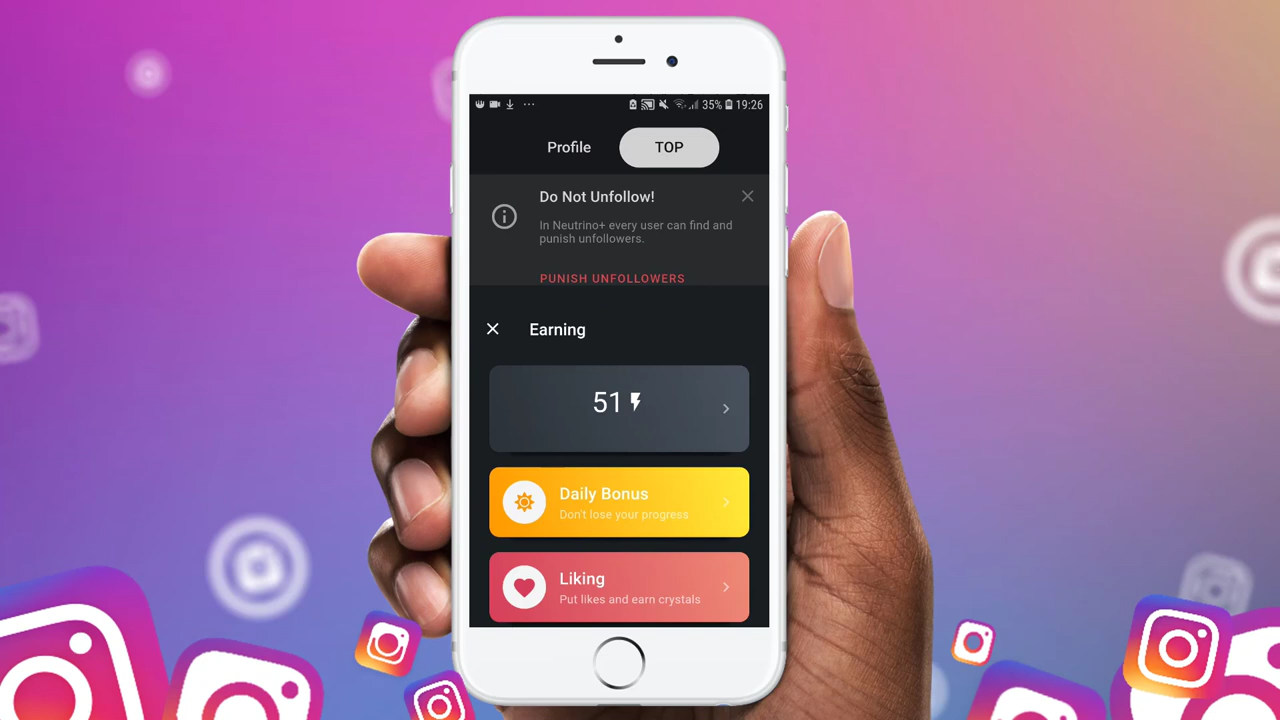 35% 19:26
Profile
TOP
Do Not Unfollow!
In Neutrino+ every user can find and
punish unfollowers.
PUNISH UNFOLLOWERS
Earning
51
Daily Bonus
Don't lose your progress
Liking
Put likes and earn crystals